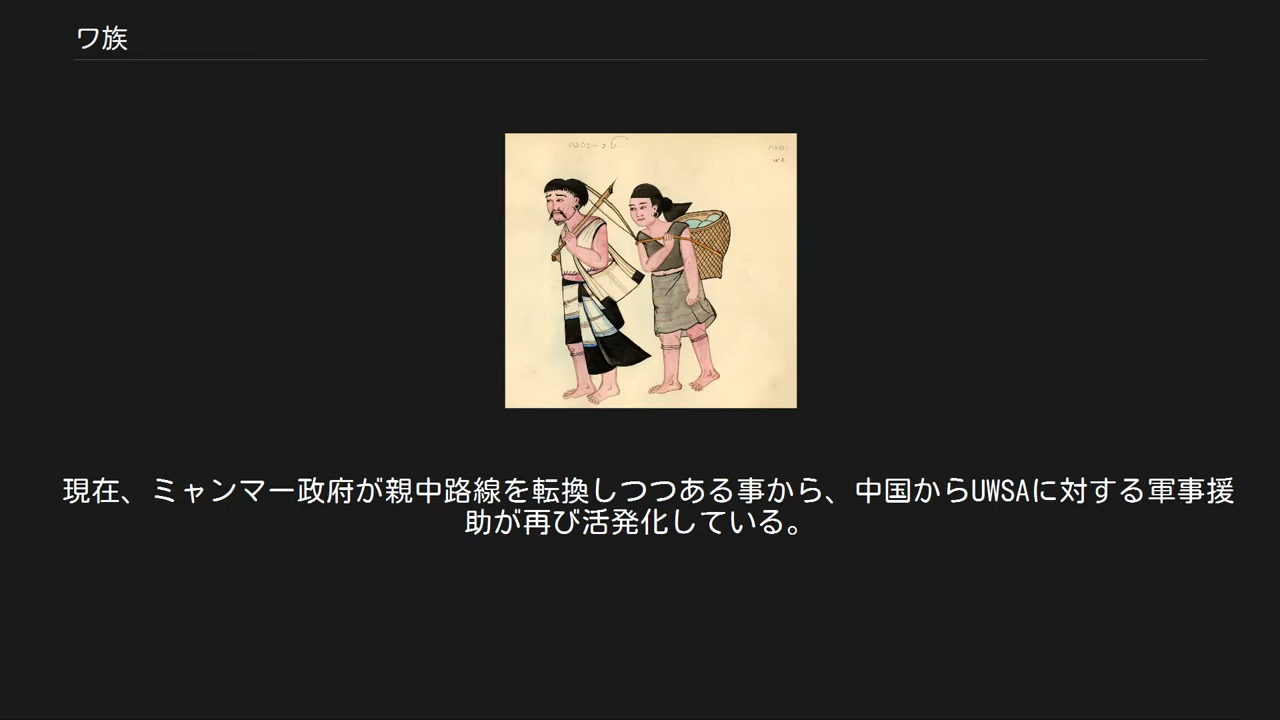 ワ族
現在、ミャンマー政府が親中路線を転換しつつある事から、中国からUWSAに対する軍事援
助が再び活発化している。